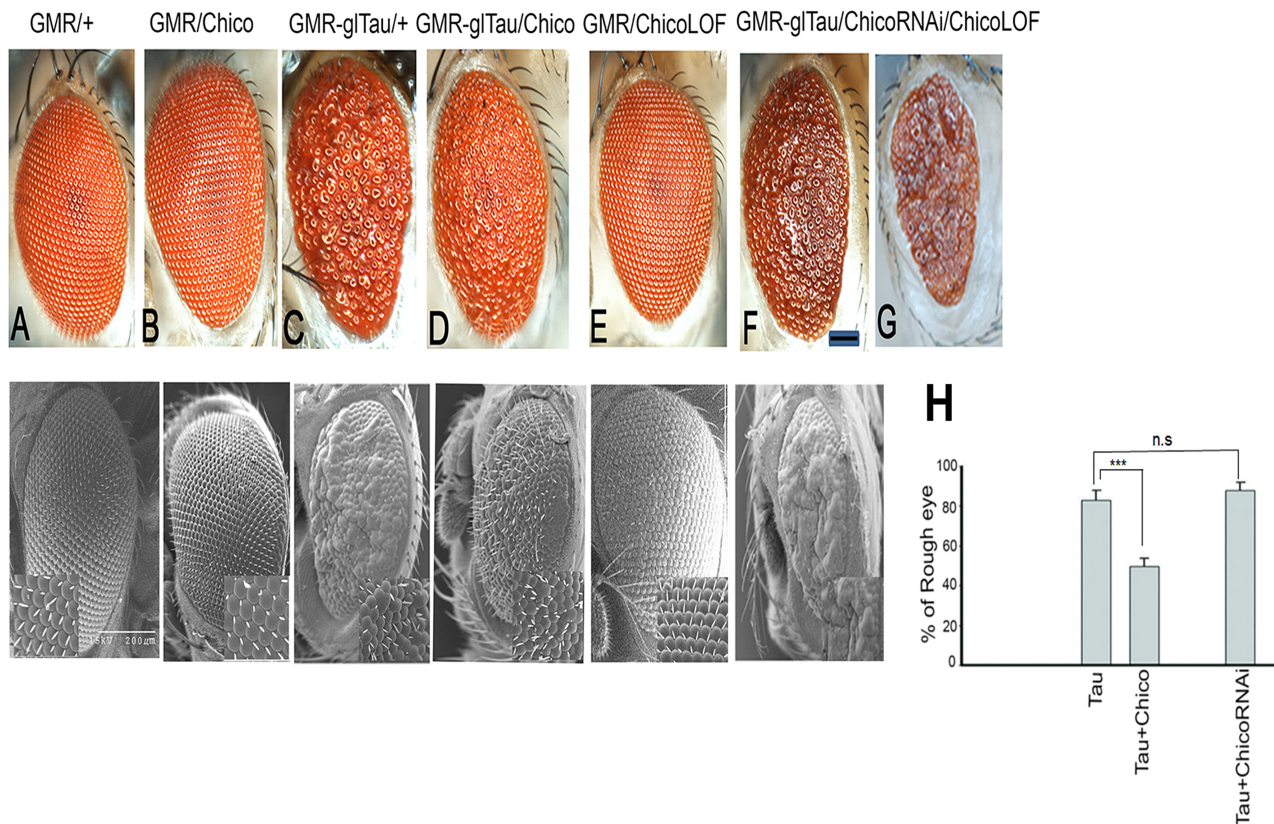 GMR/+ GMR/Chico GMR-glTau/+ GMR-glTau/Chico GMR/ChicoLOF GMR-glTau/ChicoRNAi/ChicoLOF
A B C D E F G
5kV 200µm
H
n.s
***
% of Rough eye
100
80
60
40
20
0
Tau
Tau+Chico
Tau+ChicoRNAi